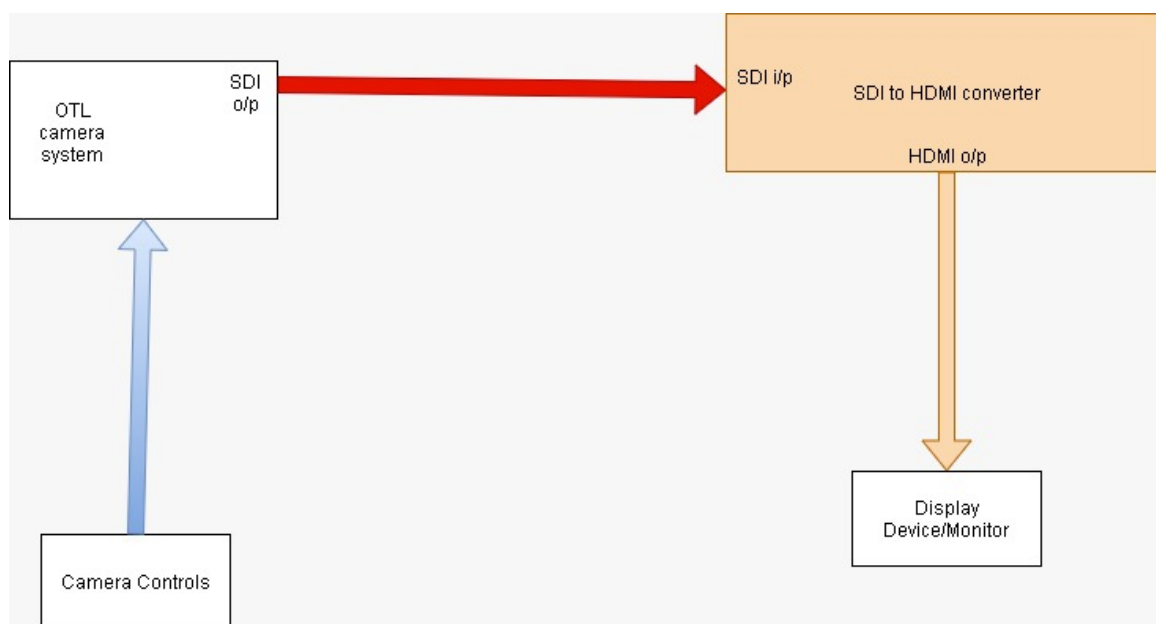 SDI
o/p
OTL
camera
system
SDI i/p
SDI to HDMI converter
HDMI o/p
Display
Device/Monitor
Camera Controls